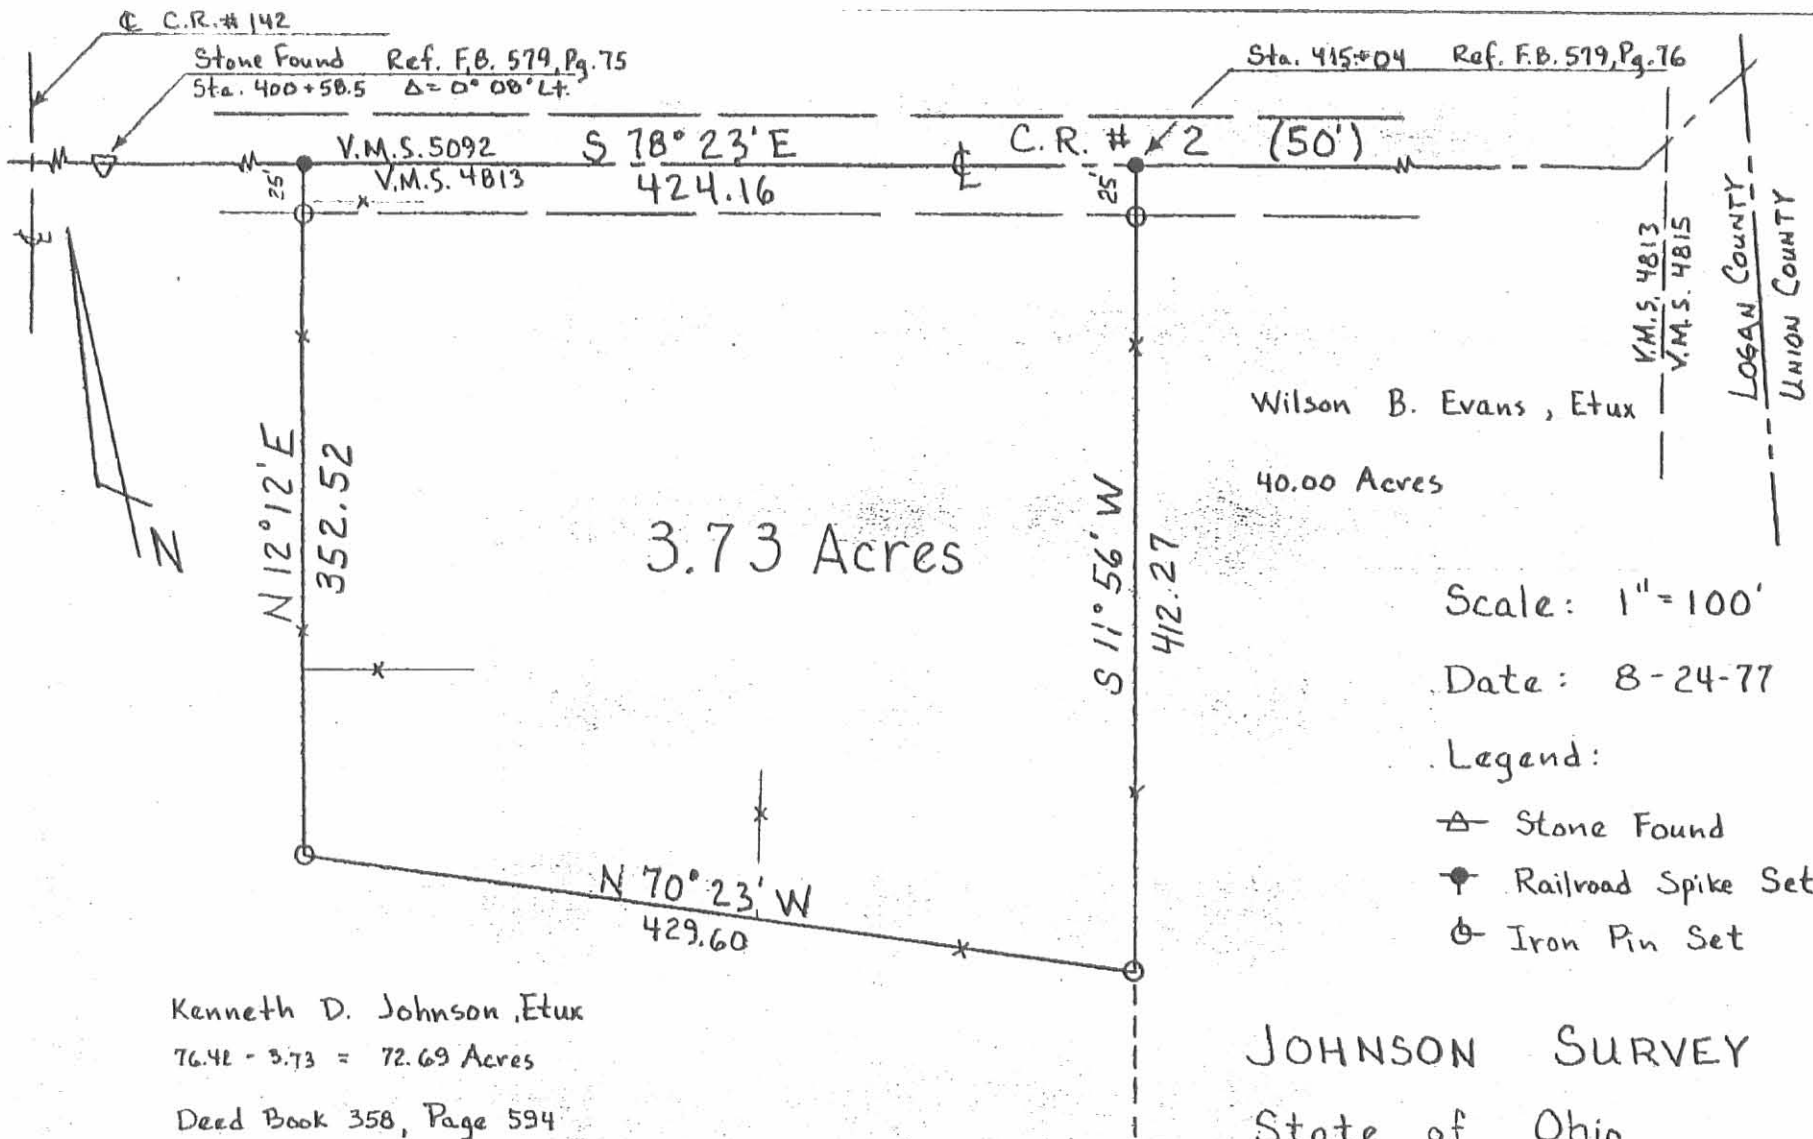 ℄ C.R. # 142
Stone Found Ref. F.B. 579, Pg. 75
Sta. 400 + 58.5 Δ = 0° 08' Lt.
Sta. 415+04 Ref. F.B. 579, Pg. 76
V.M.S. 5092 S 78° 23' E ℄ C.R. # 2 (50')
V.M.S. 4813 424.16
25'
25'
℄
N
N 12° 12' E
352.52
3.73 Acres
S 11° 56' W
412.27
N 70° 23' W
429.60
V.M.S. 4813
V.M.S. 4815
LOGAN COUNTY
UNION COUNTY
Wilson B. Evans, Etux
40.00 Acres
Scale: 1" = 100'
Date: 8-24-77
Legend:
Stone Found
Railroad Spike Set
Iron Pin Set
Kenneth D. Johnson, Etux
76.42 - 3.73 = 72.69 Acres
Deed Book 358, Page 594
JOHNSON SURVEY
State of Ohio